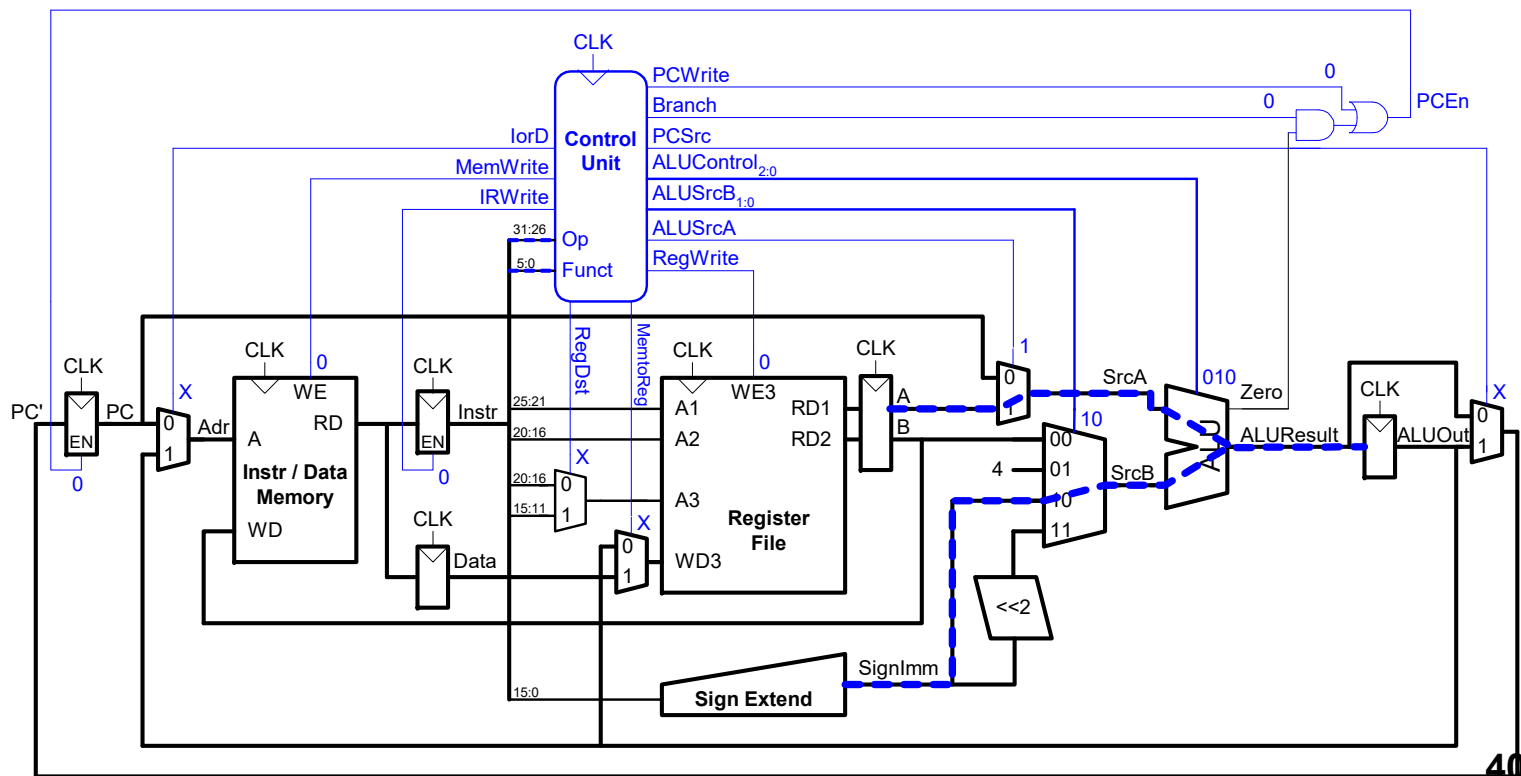 CLK
PCWrite
0
Branch
0
PCEn
IorD
Control
Unit
PCSrc
MemWrite
ALUControl2:0
IRWrite
ALUSrcB1:0
31:26
Op
ALUSrcA
5:0
Funct
RegWrite
RegDst
MemtoReg
CLK
X
CLK
0
CLK
CLK
0
CLK
1
SrcA
010
Zero
CLK
X
PC'
PC
EN
0
0
1
Adr
WE
A
RD
Instr / Data
Memory
WD
Instr
EN
0
25:21
20:16
A1
A2
WE3
RD1
RD2
A
B
0
1
10
00
4
01
10
11
SrcB
ALU
ALUResult
ALUOut
0
1
20:16
15:11
X
0
1
A3
Register
File
CLK
Data
X
0
1
WD3
<<2
15:0
Sign Extend
SignImm
40